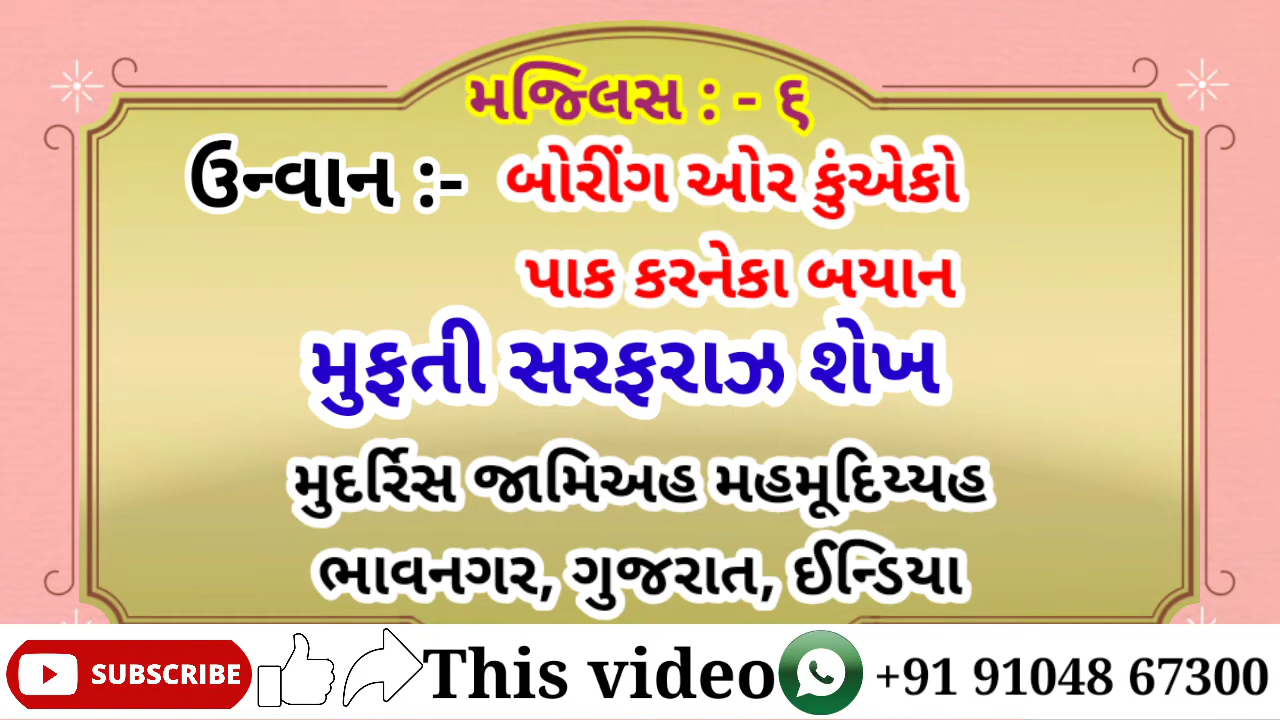 મજ્લિસ : - ૬
ઉન્વાન :- બોરીંગ ઓર કુંએકો
પાક કરનેકા બયાન
મુફતી સરફરાઝ શેખ
મુદર્રિસ જામિઅહ મહમૂદિય્યહ
ભાવનગર, ગુજરાત, ઈન્ડિયા
SUBSCRIBE This video +91 91048 67300